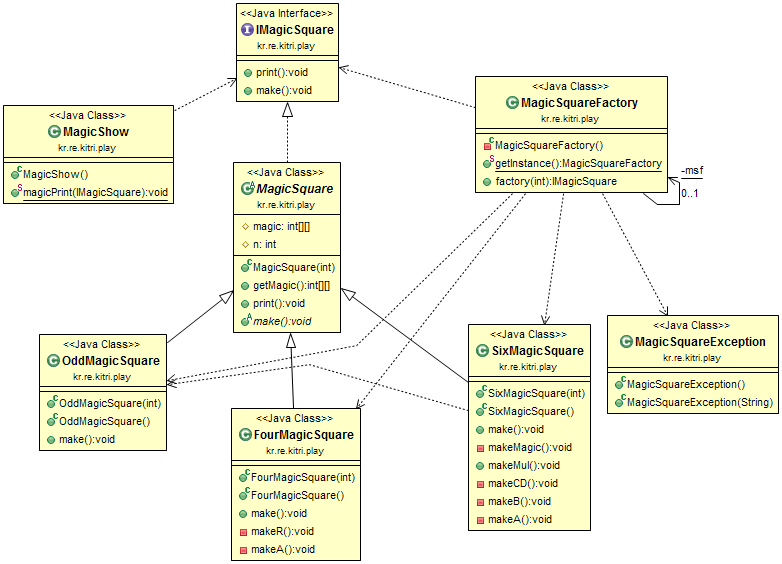 <<Java Interface>>
IMagicSquare
kr.re.kitri.play
print():void
make():void
<<Java Class>>
MagicSquareFactory
kr.re.kitri.play
MagicSquareFactory()
getInstance():MagicSquareFactory
factory(int):IMagicSquare
-msf
0..1
<<Java Class>>
MagicShow
kr.re.kitri.play
MagicShow()
magicPrint(IMagicSquare):void
<<Java Class>>
MagicSquare
kr.re.kitri.play
magic: int[][]
n: int
MagicSquare(int)
getMagic():int[][]
print():void
make():void
<<Java Class>>
OddMagicSquare
kr.re.kitri.play
OddMagicSquare(int)
OddMagicSquare()
make():void
<<Java Class>>
FourMagicSquare
kr.re.kitri.play
FourMagicSquare(int)
FourMagicSquare()
make():void
makeR():void
makeA():void
<<Java Class>>
SixMagicSquare
kr.re.kitri.play
SixMagicSquare(int)
SixMagicSquare()
make():void
makeMagic():void
makeMul():void
makeCD():void
makeB():void
makeA():void
<<Java Class>>
MagicSquareException
kr.re.kitri.play
MagicSquareException()
MagicSquareException(String)